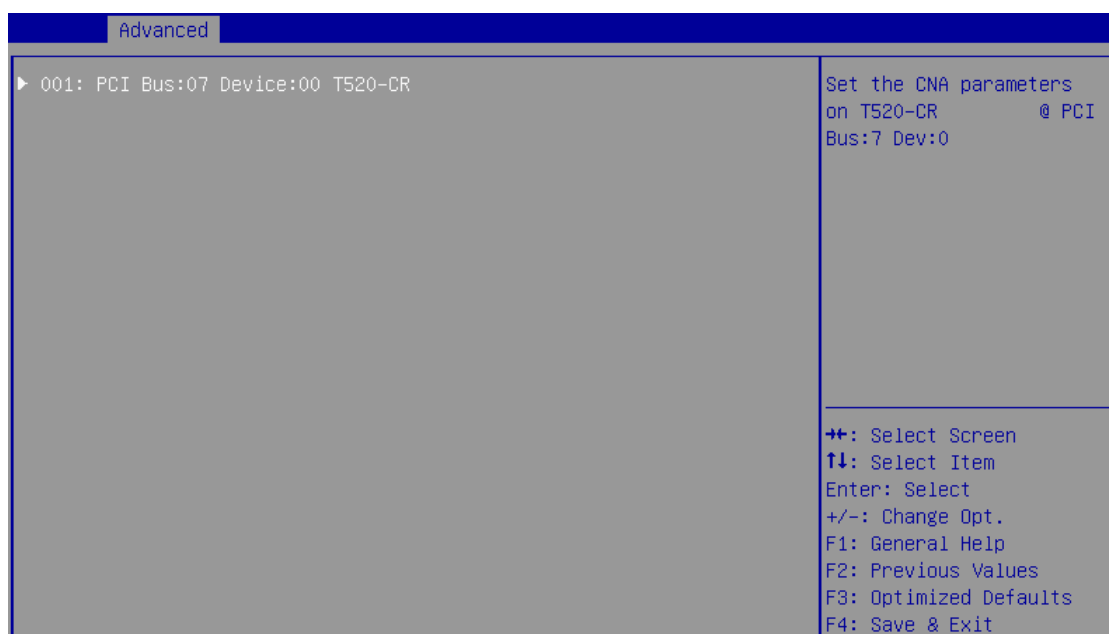 Advanced
▶ 001: PCI Bus:07 Device:00 T520-CR
Set the CNA parameters
on T520-CR @ PCI
Bus:7 Dev:0
→←: Select Screen
↑↓: Select Item
Enter: Select
+/-: Change Opt.
F1: General Help
F2: Previous Values
F3: Optimized Defaults
F4: Save & Exit